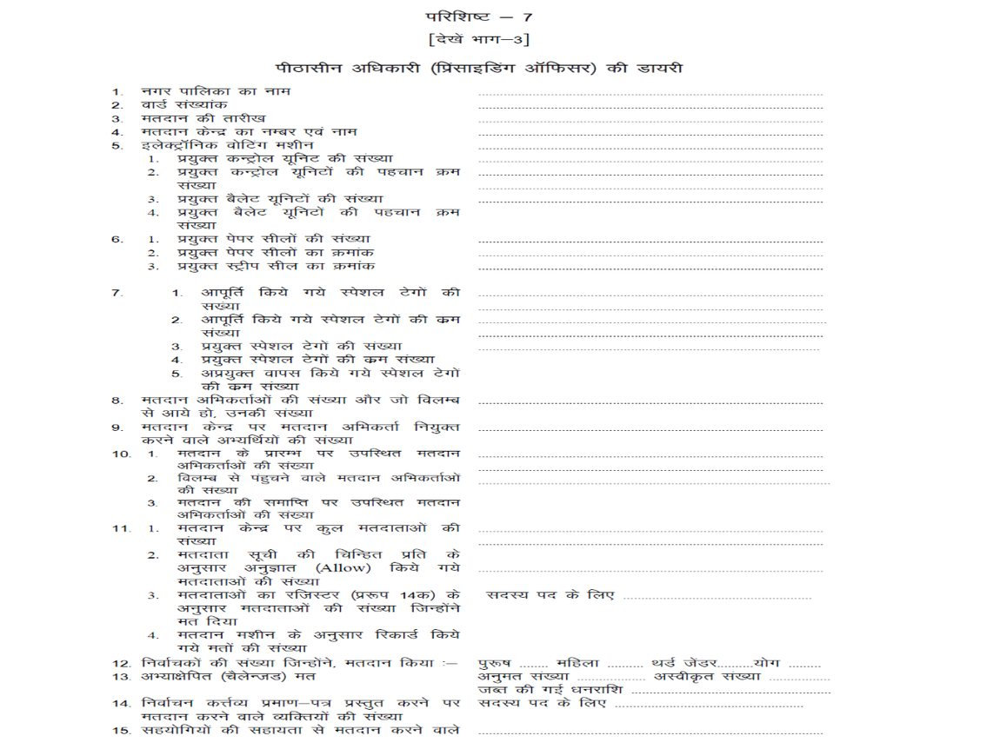 परिशिष्ट – 7
[देखें भाग–3]
पीठासीन अधिकारी (प्रिंसाइडिंग ऑफिसर) की डायरी
1. नगर पालिका का नाम ........................
2. वार्ड संख्यांक ........................
3. मतदान की तारीख ........................
4. मतदान केन्द्र का नम्बर एवं नाम ........................
5. इलेक्ट्रॉनिक वोटिंग मशीन ........................
1. प्रयुक्त कन्ट्रोल यूनिट की संख्या ........................
2. प्रयुक्त कन्ट्रोल यूनिटों की पहचान क्रम ........................
संख्या ........................
3. प्रयुक्त बैलेट यूनिटों की संख्या ........................
4. प्रयुक्त बैलेट यूनिटों की पहचान क्रम
संख्या
6. 1. प्रयुक्त पेपर सीलों की संख्या ........................
2. प्रयुक्त पेपर सीलों का क्रमांक ........................
3. प्रयुक्त स्ट्रीप सील का क्रमांक ........................
7. 1. आपूर्ति किये गये स्पेशल टेगों की ........................
सख्या ........................
2. आपूर्ति किये गये स्पेशल टेगों की क्रम ........................
संख्या ........................
3. प्रयुक्त स्पेशल टेगों की संख्या ........................
4. प्रयुक्त स्पेशल टेगों की क्रम संख्या
5. अप्रयुक्त वापस किये गये स्पेशल टेगों
की क्रम संख्या
8. मतदान अभिकर्ताओं की संख्या और जो विलम्ब ........................
से आये हो, उनकी संख्या
9. मतदान केन्द्र पर मतदान अभिकर्ता नियुक्त ........................
करने वाले अभ्यर्थियों की संख्या
10. 1. मतदान के प्रारम्भ पर उपस्थित मतदान ........................
अभिकर्ताओं की संख्या ........................
2. विलम्ब से पंहुचने वाले मतदान अभिकर्ताओं ........................
की संख्या
3. मतदान की समाप्ति पर उपस्थित मतदान
अभिकर्ताओं की संख्या
11. 1. मतदान केन्द्र पर कुल मतदाताओं की ........................
संख्या ........................
2. मतदाता सूची की चिन्हित प्रति के
अनुसार अनुज्ञात (Allow) किये गये ........................
मतदाताओं की संख्या
3. मतदाताओं का रजिस्टर (प्ररूप 14क) के सदस्य पद के लिए ........................
अनुसार मतदाताओं की संख्या जिन्होंने
मत दिया
4. मतदान मशीन के अनुसार रिकार्ड किये
गये मतों की संख्या
12. निर्वाचकों की संख्या जिन्होंने, मतदान किया :– पुरूष ........ महिला ......... थर्ड जेंडर.........योग ........
13. अभ्याक्षेपित (चैलेन्जड) मत अनुमत संख्या ................. अस्वीकृत संख्या ...............
जब्त की गई धनराशि ........................
14. निर्वाचन कर्त्तव्य प्रमाण–पत्र प्रस्तुत करने पर सदस्य पद के लिए ........................
मतदान करने वाले व्यक्तियों की संख्या
15. सहयोगियों की सहायता से मतदान करने वाले ........................